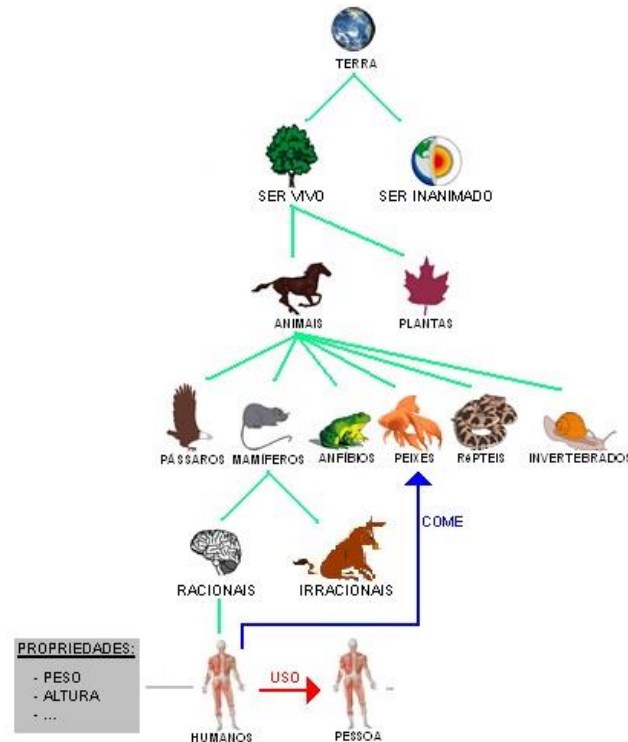 TERRA
SER VIVO
SER INANIMADO
ANIMAIS
PLANTAS
PÁSSAROS
MAMÍFEROS
ANFÍBIOS
PEIXES
RéPTEIS
INVERTEBRADOS
COME
RACIONAIS
IRRACIONAIS
PROPRIEDADES:
- PESO
- ALTURA
- ...
USO
HUMANOS
PESSOA